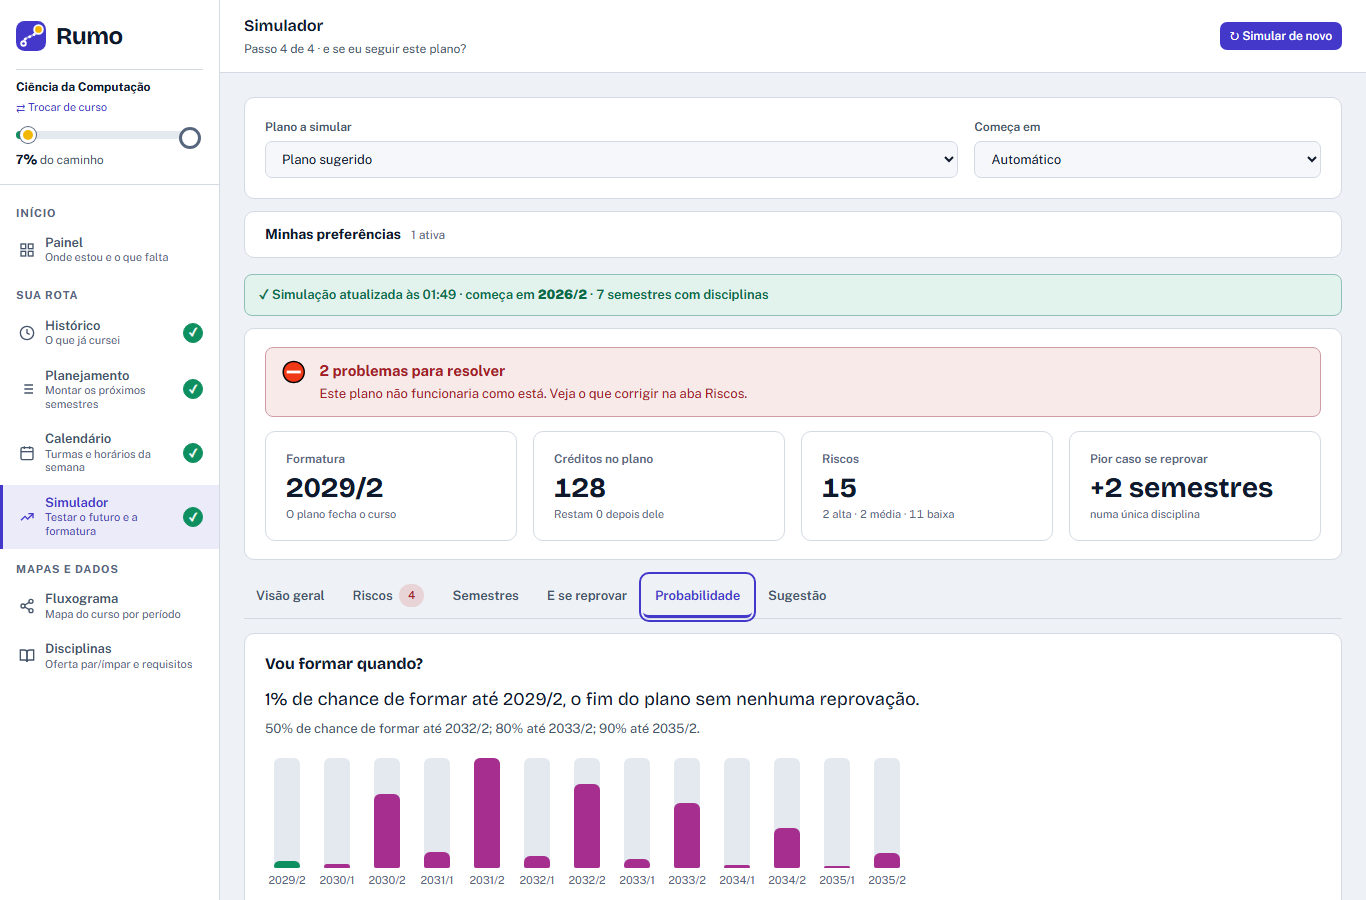 Rumo
Ciência da Computação
⇄ Trocar de curso
7% do caminho
INÍCIO
Painel
Onde estou e o que falta
SUA ROTA
Histórico
O que já cursei
Planejamento
Montar os próximos
semestres
Calendário
Turmas e horários da
semana
Simulador
Testar o futuro e a
formatura
MAPAS E DADOS
Fluxograma
Mapa do curso por período
Disciplinas
Oferta par/ímpar e requisitos
Simulador
Passo 4 de 4 · e se eu seguir este plano?
↻ Simular de novo
Plano a simular
Plano sugerido
Começa em
Automático
Minhas preferências 1 ativa
✓ Simulação atualizada às 01:49 · começa em 2026/2 · 7 semestres com disciplinas
2 problemas para resolver
Este plano não funcionaria como está. Veja o que corrigir na aba Riscos.
Formatura
2029/2
O plano fecha o curso
Créditos no plano
128
Restam 0 depois dele
Riscos
15
2 alta · 2 média · 11 baixa
Pior caso se reprovar
+2 semestres
numa única disciplina
Visão geral Riscos 4 Semestres E se reprovar Probabilidade Sugestão
Vou formar quando?
1% de chance de formar até 2029/2, o fim do plano sem nenhuma reprovação.
50% de chance de formar até 2032/2; 80% até 2033/2; 90% até 2035/2.
2029/2 2030/1 2030/2 2031/1 2031/2 2032/1 2032/2 2033/1 2033/2 2034/1 2034/2 2035/1 2035/2